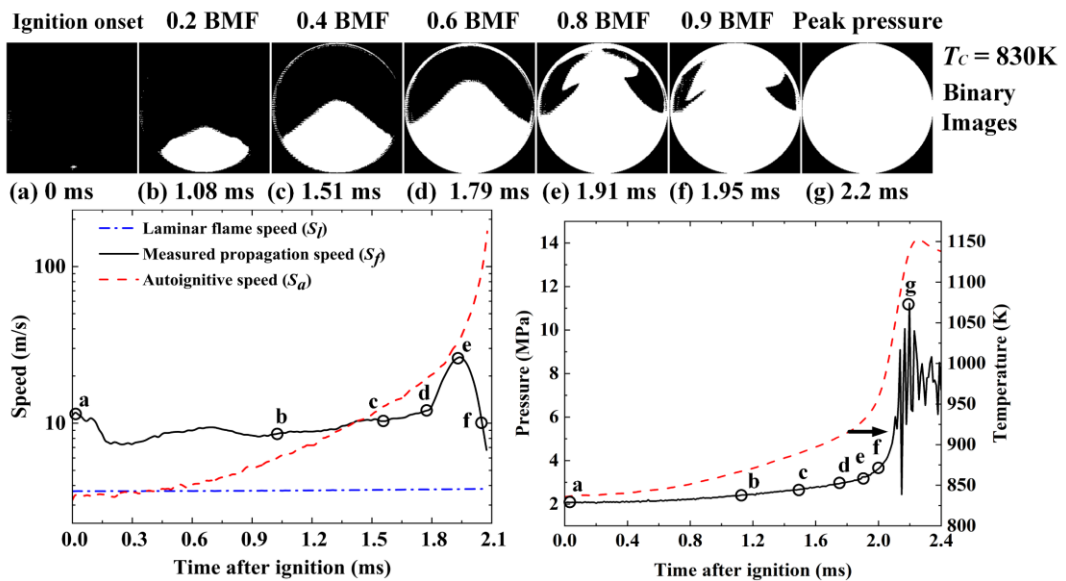 Ignition onset 0.2 BMF 0.4 BMF 0.6 BMF 0.8 BMF 0.9 BMF Peak pressure
T_C = 830K
Binary
Images
(a) 0 ms (b) 1.08 ms (c) 1.51 ms (d) 1.79 ms (e) 1.91 ms (f) 1.95 ms (g) 2.2 ms
Speed (m/s)
100
10
Laminar flame speed (S_l)
Measured propagation speed (S_f)
Autoignitive speed (S_a)
a
b
c
d
e
f
0.0 0.3 0.6 0.9 1.2 1.5 1.8 2.1
Time after ignition (ms)
Pressure (MPa)
14
12
10
8
6
4
2
0
a
b
c
d
e
f
g
1150
1100
1050
1000
950
900
850
800
Temperature (K)
0.0 0.4 0.8 1.2 1.6 2.0 2.4
Time after ignition (ms)